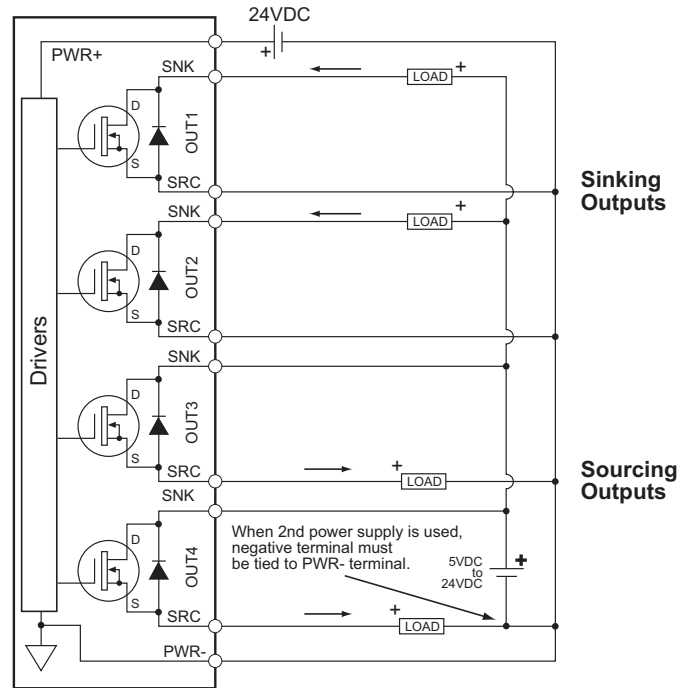 24VDC
+
PWR+
SNK
LOAD
+
D
S
OUT1
SRC
Sinking
Outputs
SNK
LOAD
+
D
S
OUT2
SRC
Drivers
SNK
D
S
OUT3
SRC
+
LOAD
Sourcing
Outputs
SNK
When 2nd power supply is used,
negative terminal must
be tied to PWR- terminal.
D
S
OUT4
5VDC
to
24VDC
+
SRC
+
LOAD
PWR-